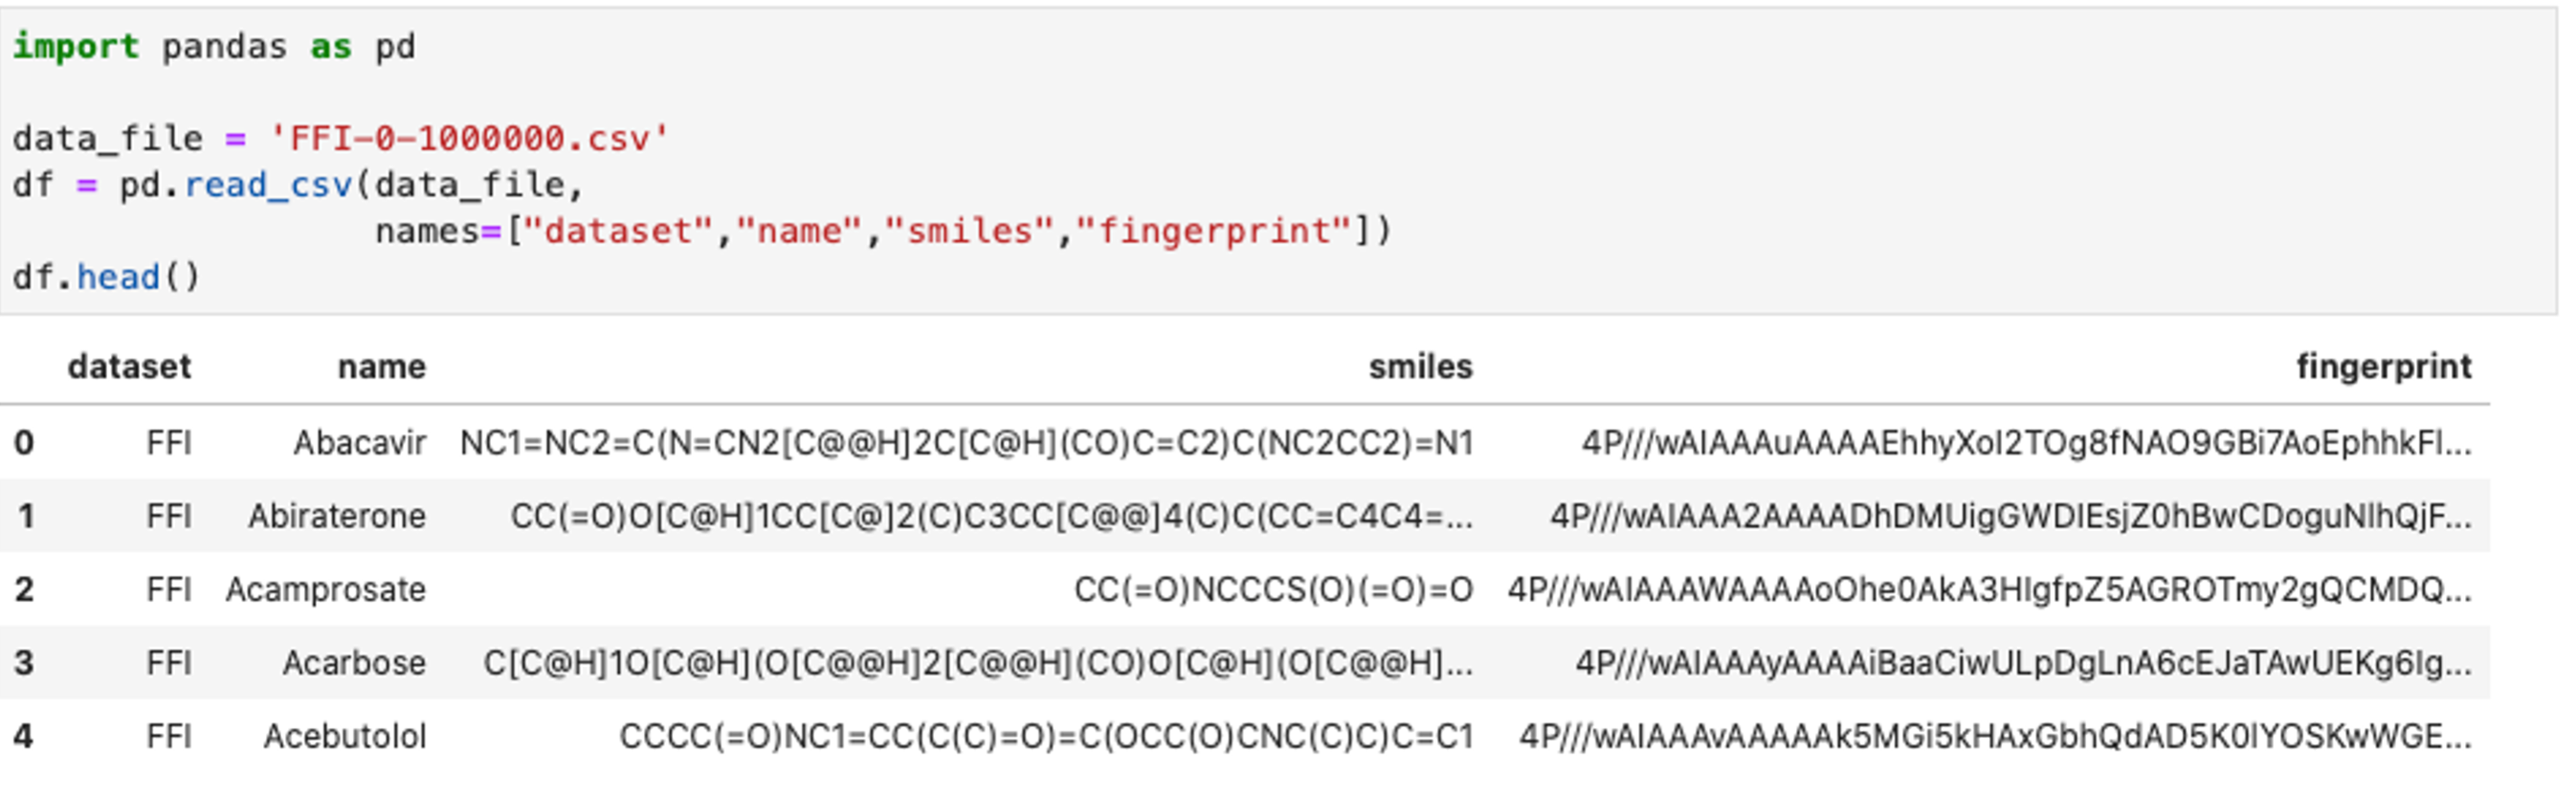 import pandas as pd
data_file = 'FFI-0-1000000.csv'
df = pd.read_csv(data_file,
names=["dataset","name","smiles","fingerprint"])
df.head()
dataset name smiles fingerprint
0 FFI Abacavir NC1=NC2=C(N=CN2[C@@H]2C[C@H](CO)C=C2)C(NC2CC2)=N1 4P///wAIAAAuAAAAEhhyXoI2TOg8fNAO9GBi7AoEphhkFI...
1 FFI Abiraterone CC(=O)O[C@H]1CC[C@]2(C)C3CC[C@@]4(C)C(CC=C4C4=... 4P///wAIAAA2AAAADhDMUigGWDIEsjZ0hBwCDoguNlhQjF...
2 FFI Acamprosate CC(=O)NCCCS(O)(=O)=O 4P///wAIAAAWAAAAoOhe0AkA3HIgfpZ5AGROTmy2gQCMDQ...
3 FFI Acarbose C[C@H]1O[C@H](O[C@@H]2[C@@H](CO)O[C@H](O[C@@H]... 4P///wAIAAAyAAAAiBaaCiwULpDgLnA6cEJaTAwUEKg6Ig...
4 FFI Acebutolol CCCC(=O)NC1=CC(C(C)=O)=C(OCC(O)CNC(C)C)C=C1 4P///wAIAAAvAAAAAk5MGi5kHAxGbhQdAD5K0lYOSKwWGE...